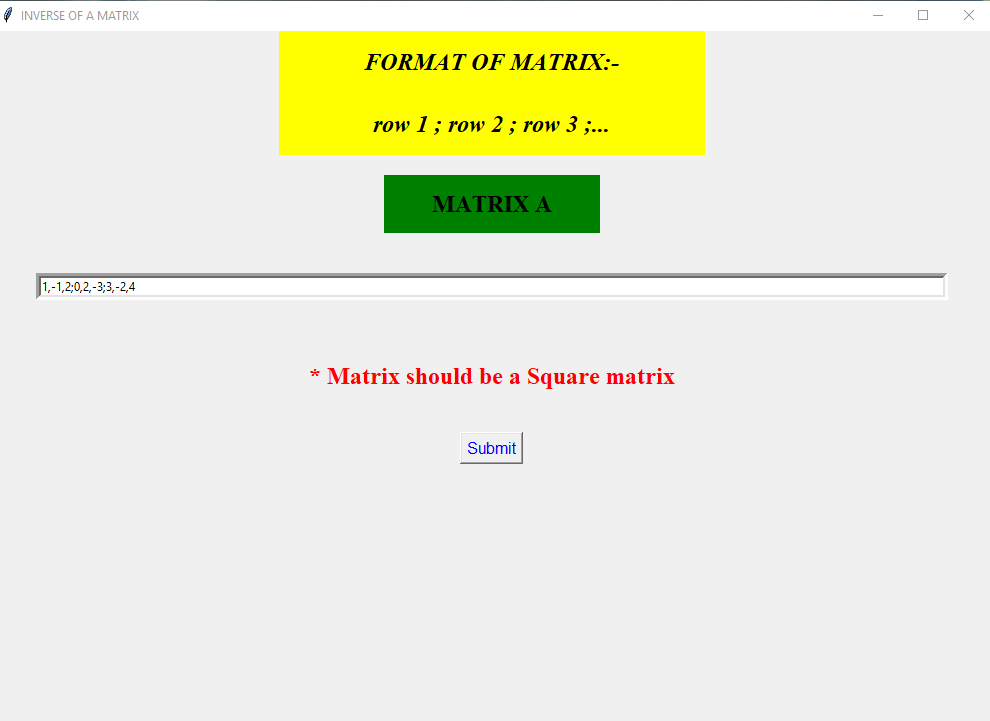 INVERSE OF A MATRIX
FORMAT OF MATRIX:-
row 1 ; row 2 ; row 3 ;...
MATRIX A
1,-1,2;0,2,-3;3,-2,4
* Matrix should be a Square matrix
Submit